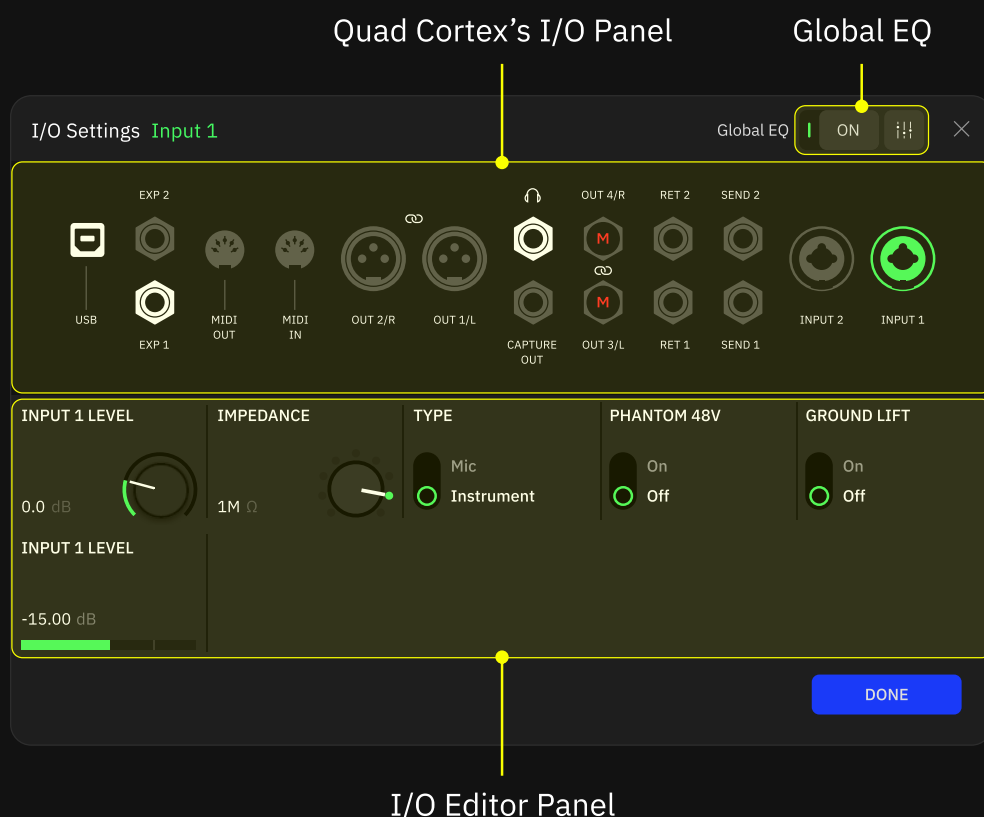 Quad Cortex’s I/O Panel
Global EQ
I/O Settings Input 1
Global EQ
ON
EXP 2
OUT 4/R
RET 2
SEND 2
M
M
USB
MIDI
OUT
MIDI
IN
OUT 2/R
OUT 1/L
INPUT 2
INPUT 1
EXP 1
CAPTURE
OUT
OUT 3/L
RET 1
SEND 1
INPUT 1 LEVEL
0.0 dB
IMPEDANCE
1M Ω
TYPE
Mic
Instrument
PHANTOM 48V
On
Off
GROUND LIFT
On
Off
INPUT 1 LEVEL
-15.00 dB
DONE
I/O Editor Panel